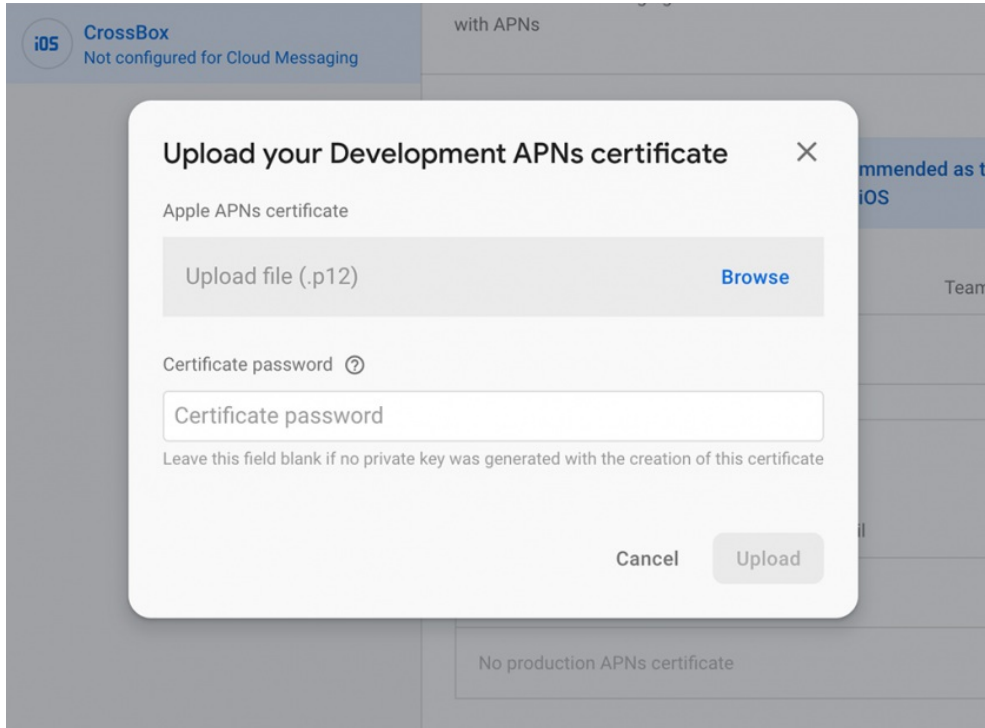 iOS
CrossBox
Not configured for Cloud Messaging
with APNs
Upload your Development APNs certificate
Apple APNs certificate
Upload file (.p12)
Browse
Certificate password
Certificate password
Leave this field blank if no private key was generated with the creation of this certificate
Cancel
Upload
iOS
No production APNs certificate